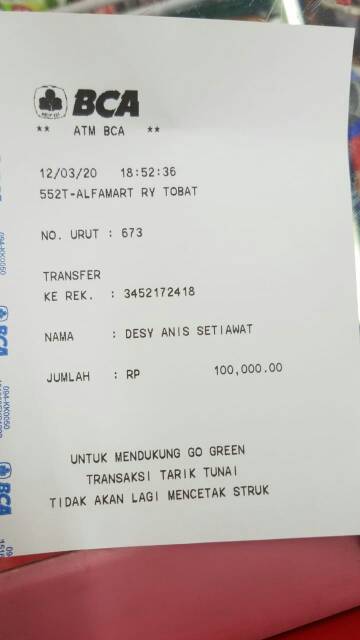 BCA
** ATM BCA **
12/03/20 18:52:36
552T-ALFAMART RY TOBAT
NO. URUT : 673
TRANSFER
KE REK. : 3452172418
NAMA : DESY ANIS SETIAWAT
JUMLAH : RP 100,000.00
UNTUK MENDUKUNG GO GREEN
TRANSAKSI TARIK TUNAI
TIDAK AKAN LAGI MENCETAK STRUK
094-KK0050
BCA
094-KK0050
BCA